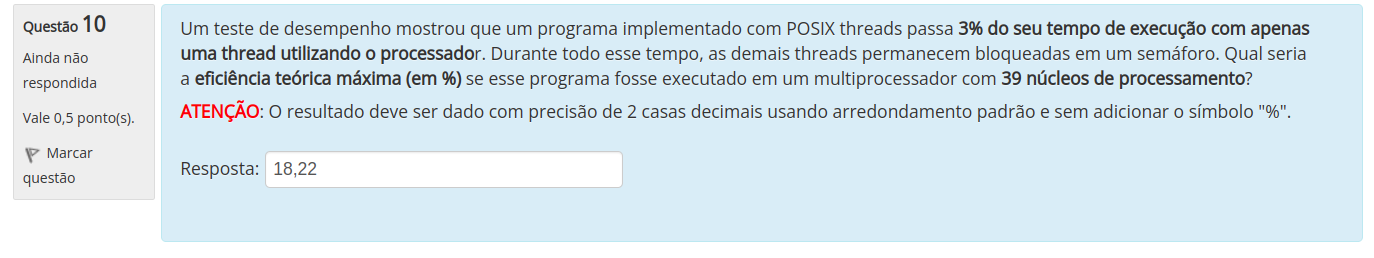 Questão 10
Ainda não
respondida
Vale 0,5 ponto(s).
Marcar
questão
Um teste de desempenho mostrou que um programa implementado com POSIX threads passa 3% do seu tempo de execução com apenas
uma thread utilizando o processador. Durante todo esse tempo, as demais threads permanecem bloqueadas em um semáforo. Qual seria
a eficiência teórica máxima (em %) se esse programa fosse executado em um multiprocessador com 39 núcleos de processamento?
ATENÇÃO: O resultado deve ser dado com precisão de 2 casas decimais usando arredondamento padrão e sem adicionar o símbolo "%".
Resposta: 18,22